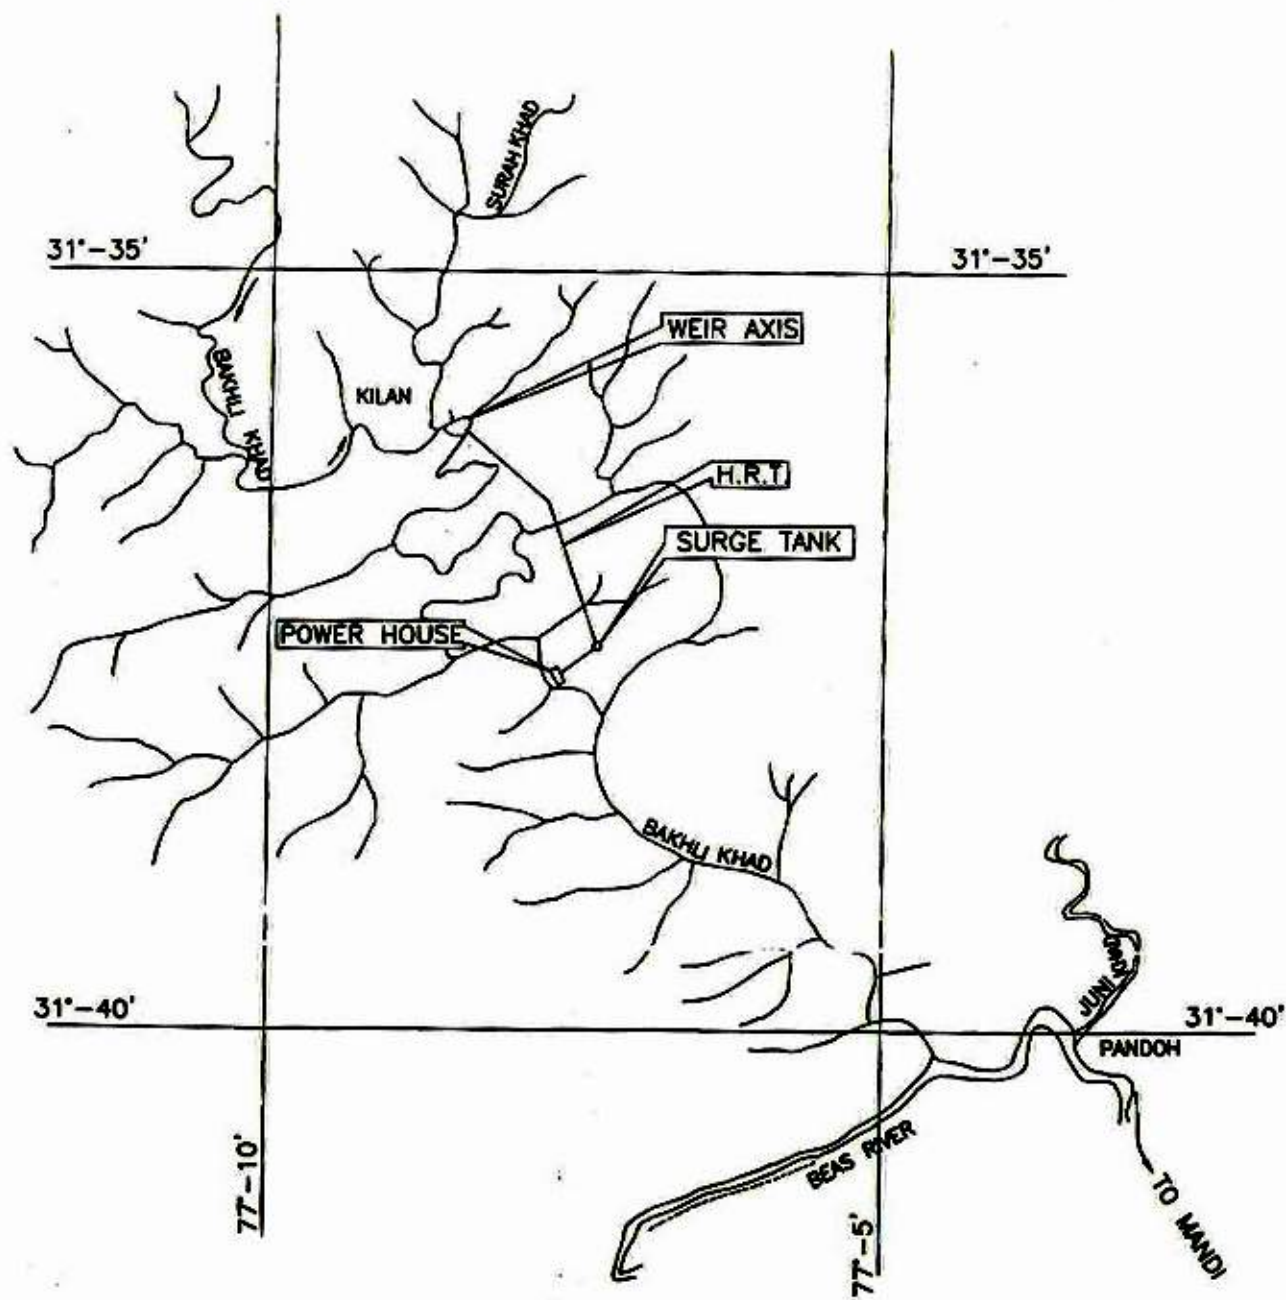 SURAH KHAD
31°-35'
31°-35'
WEIR AXIS
BAKHLI KHAD
KILAN
H.R.T.
SURGE TANK
POWER HOUSE
BAKHLI KHAD
JUNI KHAD
31°-40'
31°-40'
PANDOH
BEAS RIVER
77°-10'
77°-5'
TO MANDI